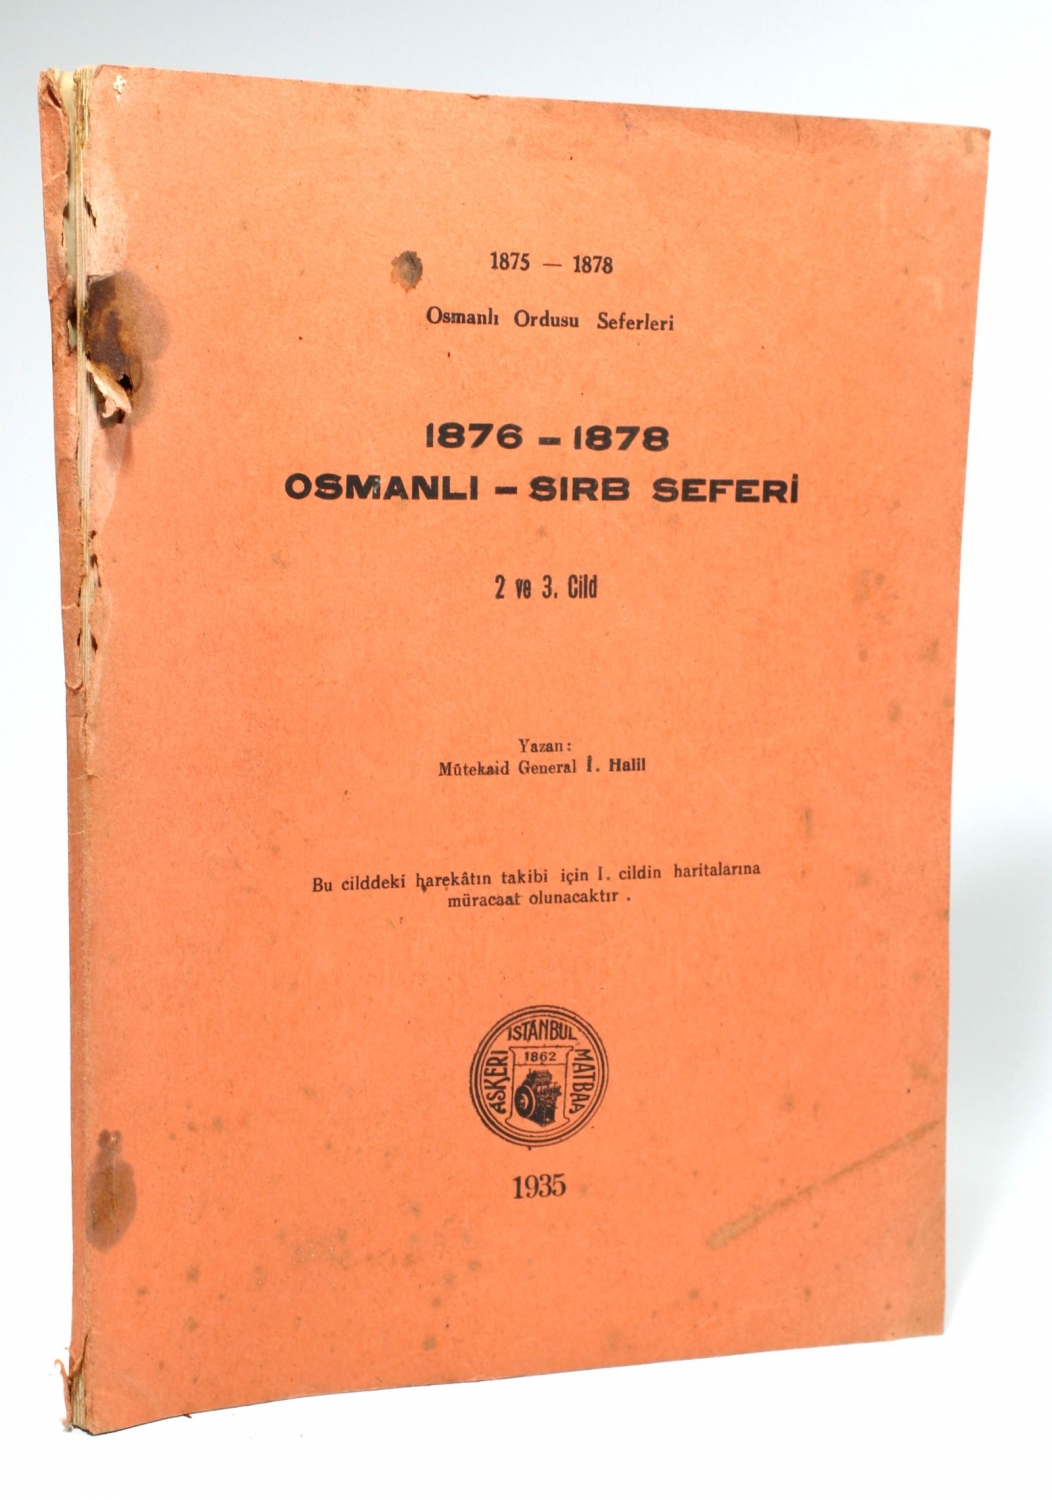 1875 — 1878
Osmanlı Ordusu Seferleri
1876 – 1878
OSMANLI – SIRB SEFERİ
2 ve 3. Cild
Yazan :
Mütekaid General İ. Halil
Bu cilddeki harekâtın takibi için I. cildin haritalarına
müracaat olunacaktır .
ASKERİ İSTANBUL MATBAA
1862
1935